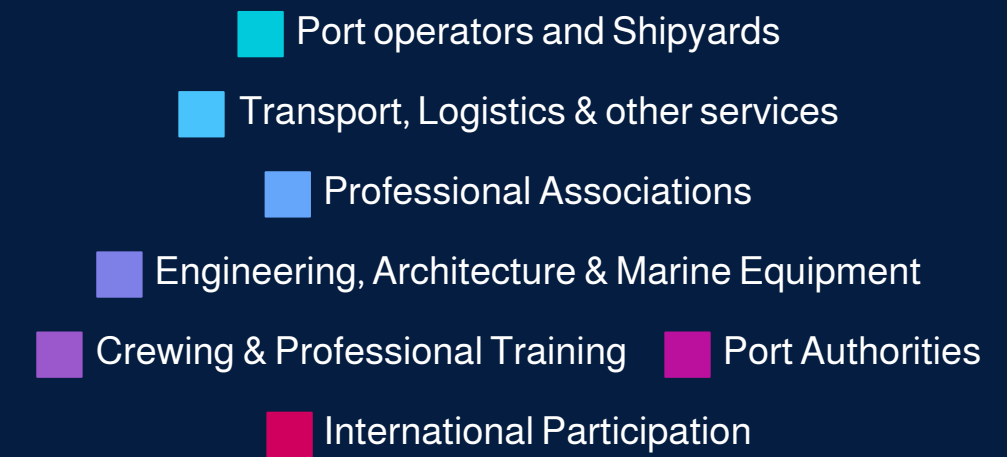 Port operators and Shipyards
Transport, Logistics & other services
Professional Associations
Engineering, Architecture & Marine Equipment
Crewing & Professional Training Port Authorities
International Participation